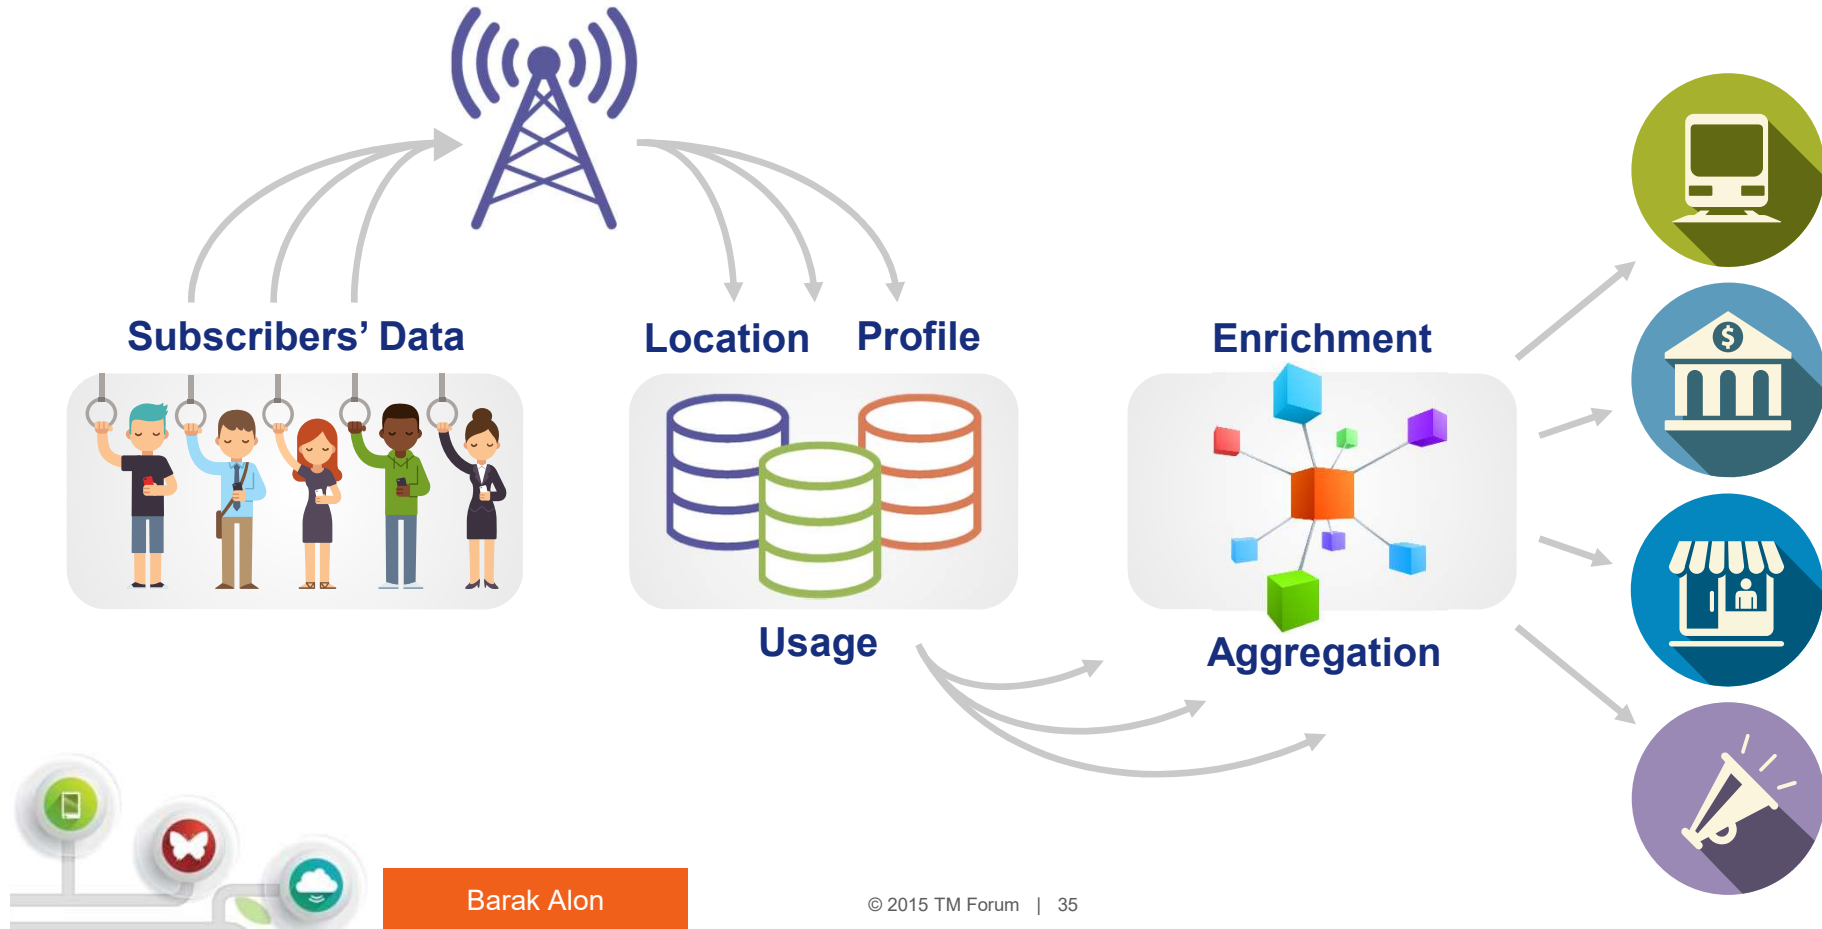 Subscribers’ Data
Location
Profile
Usage
Enrichment
Aggregation
$
Barak Alon
© 2015 TM Forum | 35